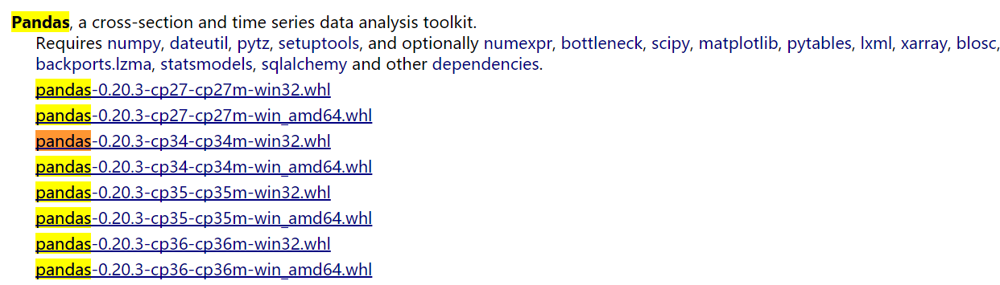 Pandas, a cross-section and time series data analysis toolkit.
Requires numpy, dateutil, pytz, setuptools, and optionally numexpr, bottleneck, scipy, matplotlib, pytables, lxml, xarray, blosc,
backports.lzma, statsmodels, sqlalchemy and other dependencies.
pandas-0.20.3-cp27-cp27m-win32.whl
pandas-0.20.3-cp27-cp27m-win_amd64.whl
pandas-0.20.3-cp34-cp34m-win32.whl
pandas-0.20.3-cp34-cp34m-win_amd64.whl
pandas-0.20.3-cp35-cp35m-win32.whl
pandas-0.20.3-cp35-cp35m-win_amd64.whl
pandas-0.20.3-cp36-cp36m-win32.whl
pandas-0.20.3-cp36-cp36m-win_amd64.whl